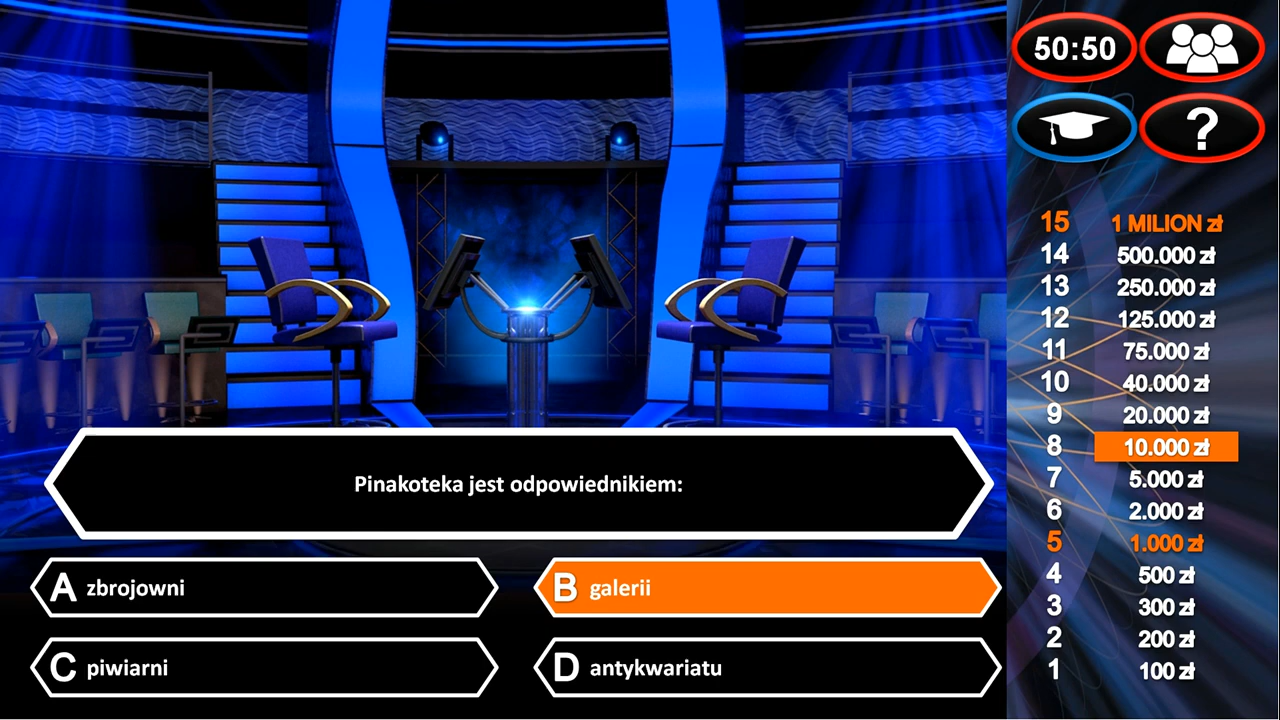 50:50
?
15 1 MILION zł
14 500.000 zł
13 250.000 zł
12 125.000 zł
11 75.000 zł
10 40.000 zł
9 20.000 zł
8 10.000 zł
7 5.000 zł
6 2.000 zł
5 1.000 zł
4 500 zł
3 300 zł
2 200 zł
1 100 zł
Pinakoteka jest odpowiednikiem:
A zbrojowni
B galerii
C piwiarni
D antykwariatu